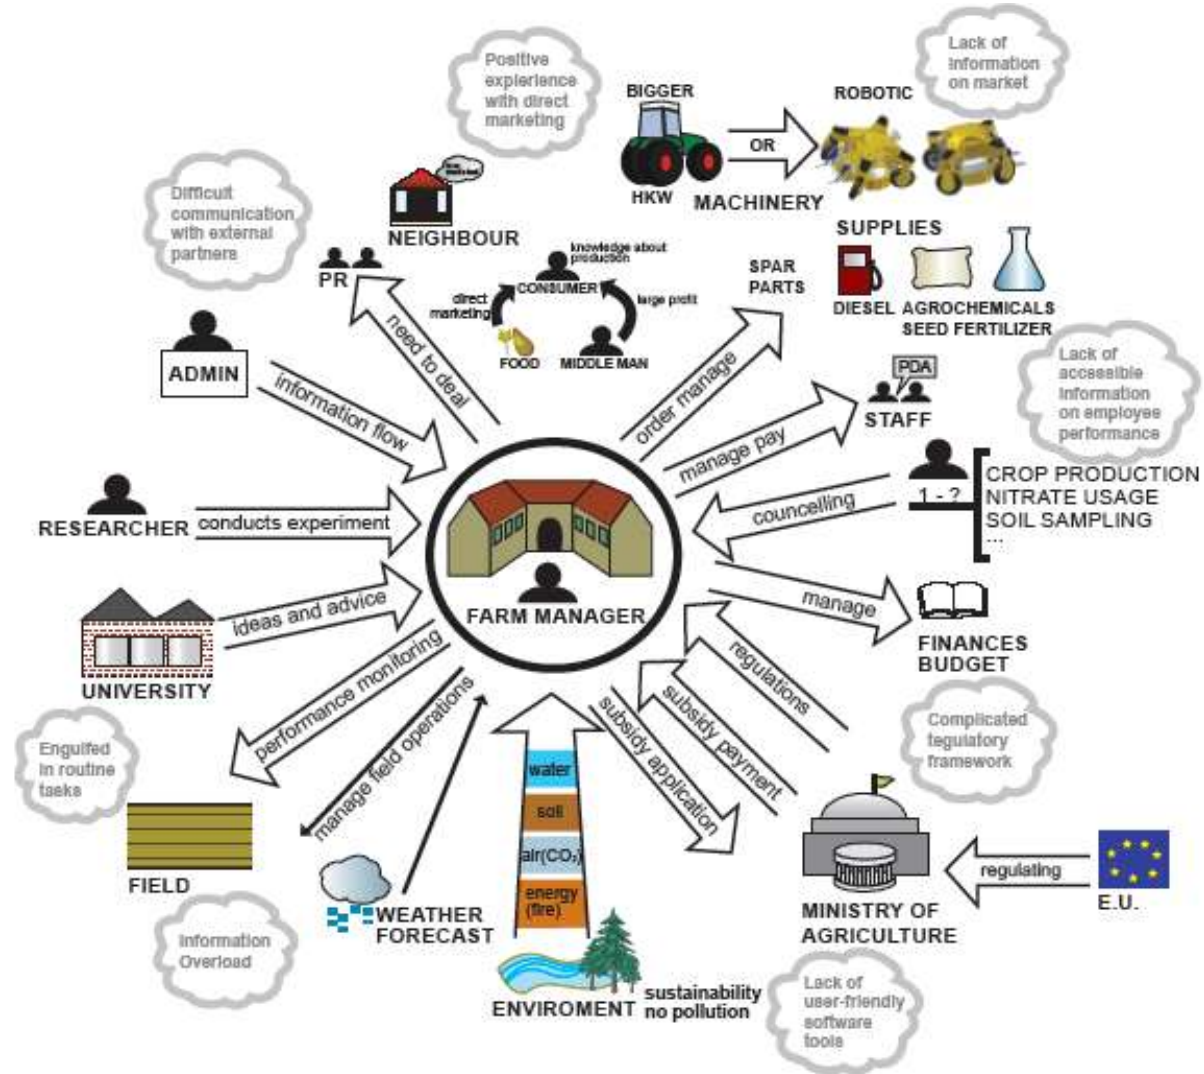 Positive
expierience
with direct
marketing
Lack of
information
on market
BIGGER
HKW
OR
ROBOTIC
MACHINERY
Difficult
communication
with external
partners
NEIGHBOUR
PR
need to deal
knowledge about
production
CONSUMER
direct
marketing
large profit
FOOD
MIDDLE MAN
SPAR
PARTS
order manage
SUPPLIES
DIESEL
AGROCHEMICALS
SEED FERTILIZER
ADMIN
information flow
PDA
STAFF
manage pay
Lack of
accessible
information
on employee
performance
RESEARCHER
conducts experiment
1 - ?
councelling
CROP PRODUCTION
NITRATE USAGE
SOIL SAMPLING
...
FARM MANAGER
UNIVERSITY
ideas and advice
manage
FINANCES
BUDGET
performance monitoring
manage field operations
regulations
subsidy payment
subsidy application
Engulfed
in routine
tasks
FIELD
Information
Overload
WEATHER
FORECAST
water
soil
air(CO₂)
energy
(fire)
ENVIROMENT
sustainability
no pollution
Complicated
tegulatory
framework
MINISTRY OF
AGRICULTURE
regulating
E.U.
Lack of
user-friendly
software
tools